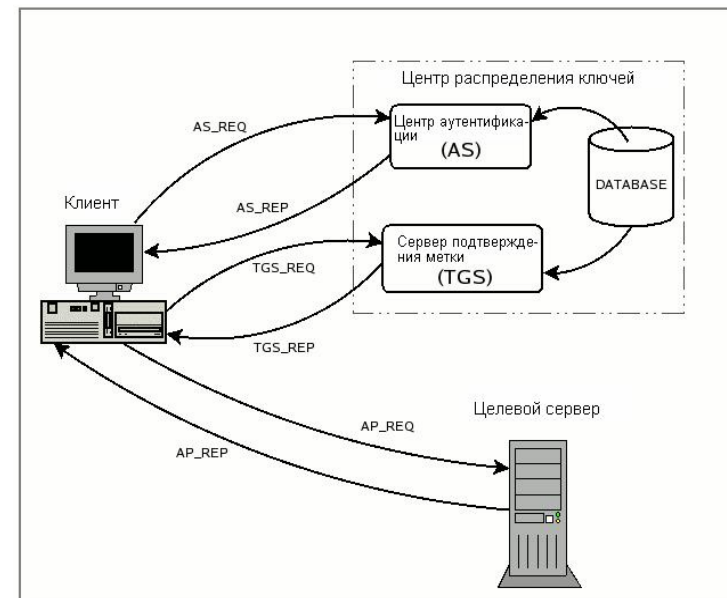 Центр распределения ключей
AS_REQ
Центр аутентифика-
ции
(AS)
DATABASE
Клиент
AS_REP
Сервер подтвержде-
ния метки
(TGS)
TGS_REQ
TGS_REP
Целевой сервер
AP_REQ
AP_REP